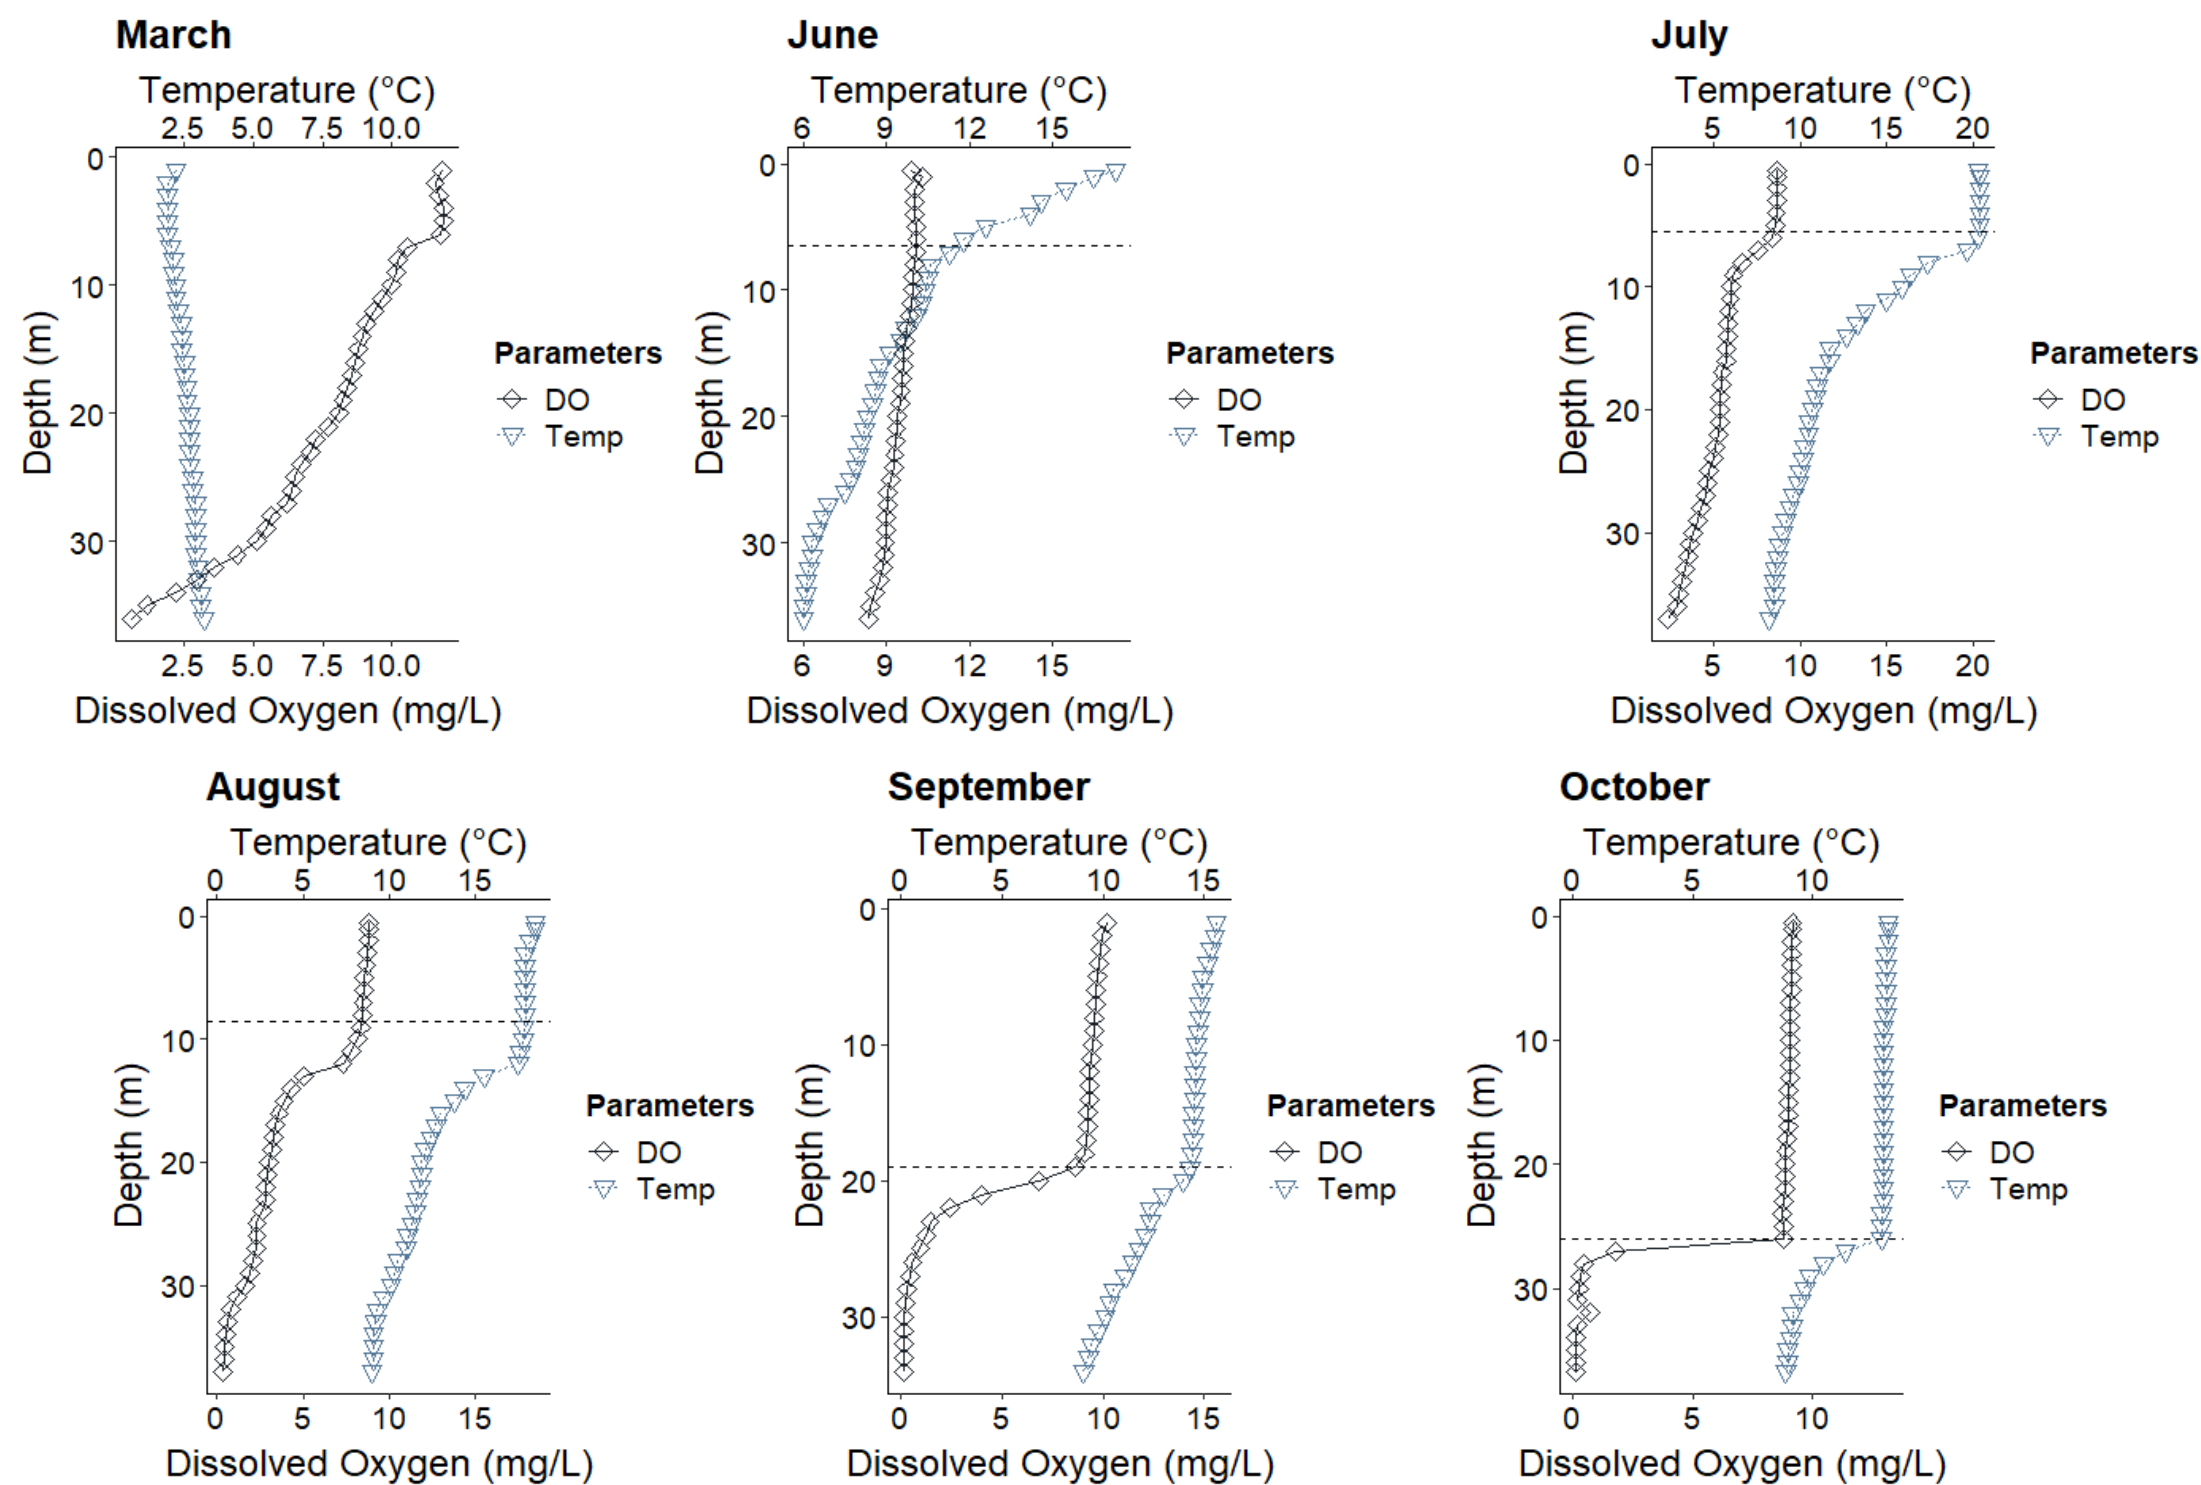 March
Temperature (°C)
2.5 5.0 7.5 10.0
0
10
20
30
Depth (m)
2.5 5.0 7.5 10.0
Dissolved Oxygen (mg/L)
Parameters
DO
Temp
June
Temperature (°C)
6 9 12 15
0
10
20
30
Depth (m)
6 9 12 15
Dissolved Oxygen (mg/L)
Parameters
DO
Temp
July
Temperature (°C)
5 10 15 20
0
10
20
30
Depth (m)
5 10 15 20
Dissolved Oxygen (mg/L)
Parameters
DO
Temp
August
Temperature (°C)
0 5 10 15
0
10
20
30
Depth (m)
0 5 10 15
Dissolved Oxygen (mg/L)
Parameters
DO
Temp
September
Temperature (°C)
0 5 10 15
0
10
20
30
Depth (m)
0 5 10 15
Dissolved Oxygen (mg/L)
Parameters
DO
Temp
October
Temperature (°C)
0 5 10
0
10
20
30
Depth (m)
0 5 10
Dissolved Oxygen (mg/L)
Parameters
DO
Temp